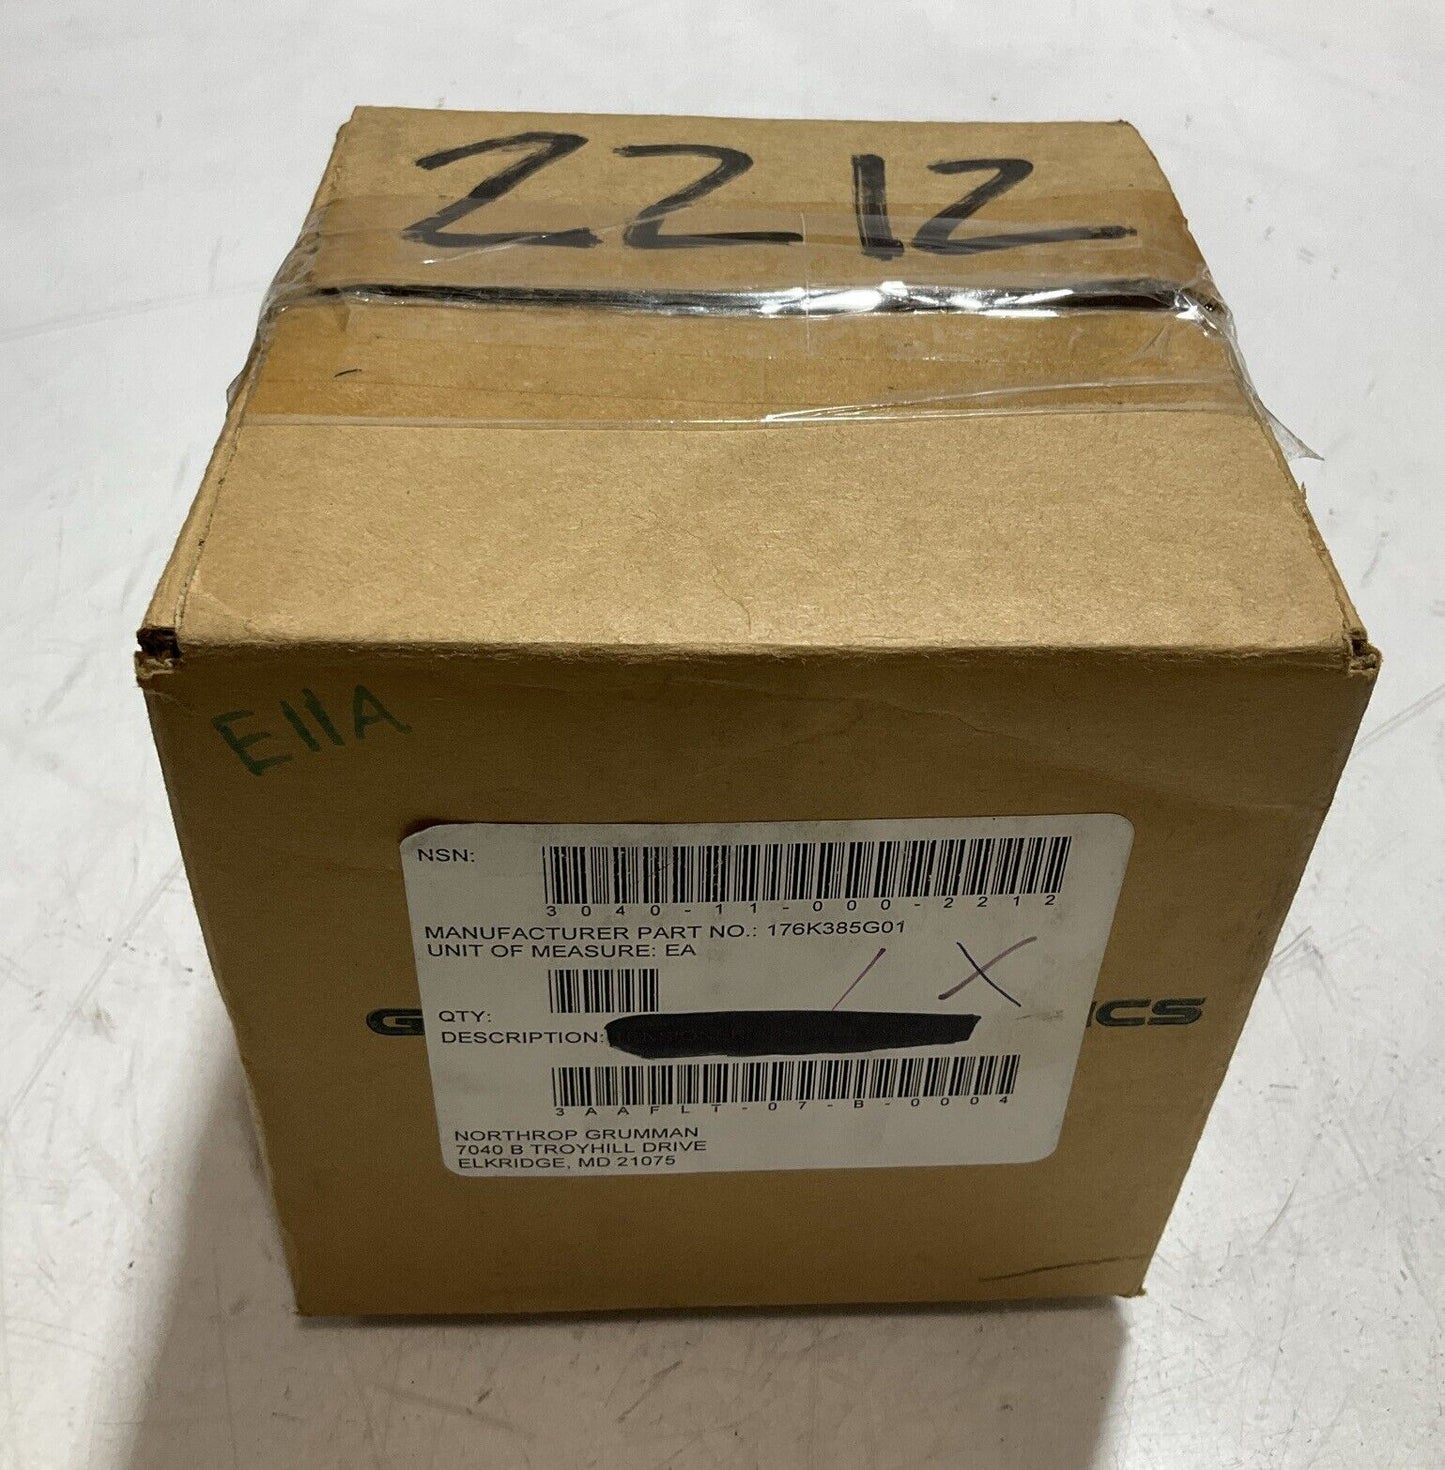 2212
E11A
NSN:
3040-11-000-2212
MANUFACTURER PART NO.: 176K385G01
UNIT OF MEASURE: EA
/ X
QTY:
DESCRIPTION:
G ICS
3AAFLT-07-B-0004
NORTHROP GRUMMAN
7040 B TROYHILL DRIVE
ELKRIDGE, MD 21075